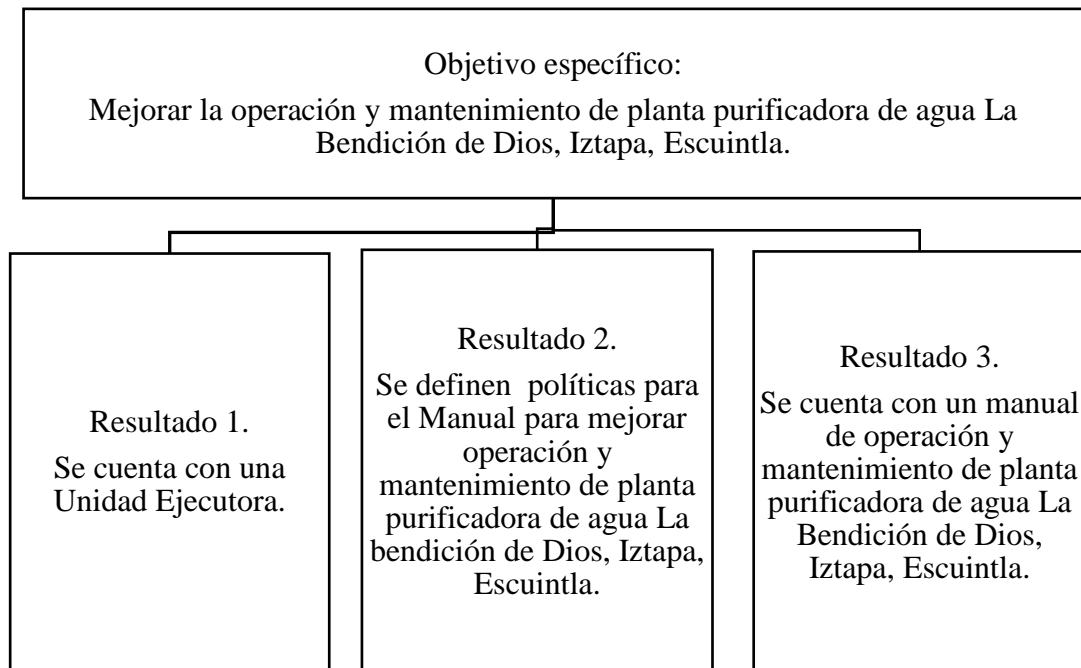 Objetivo específico:
Mejorar la operación y mantenimiento de planta purificadora de agua La
Bendición de Dios, Iztapa, Escuintla.
Resultado 1.
Se cuenta con una
Unidad Ejecutora.
Resultado 2.
Se definen  políticas para
el Manual para mejorar
operación y
mantenimiento de planta
purificadora de agua La
bendición de Dios, Iztapa,
Escuintla.
Resultado 3.
Se cuenta con un manual
de operación y
mantenimiento de planta
purificadora de agua La
Bendición de Dios,
Iztapa, Escuintla.